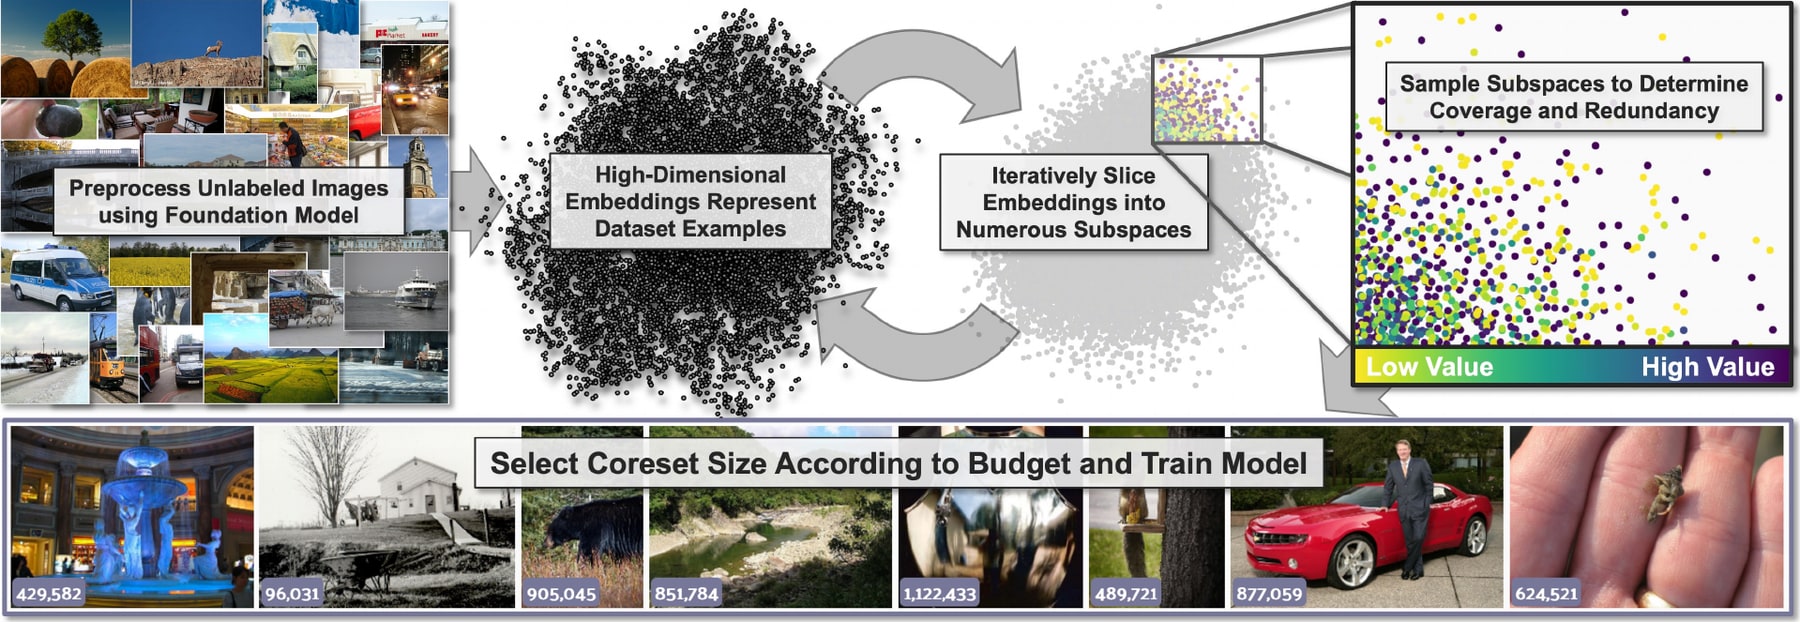 Preprocess Unlabeled Images
using Foundation Model
High-Dimensional
Embeddings Represent
Dataset Examples
Iteratively Slice
Embeddings into
Numerous Subspaces
Sample Subspaces to Determine
Coverage and Redundancy
Low Value
High Value
Select Coreset Size According to Budget and Train Model
429,582
96,031
905,045
851,784
1,122,433
489,721
877,059
624,521